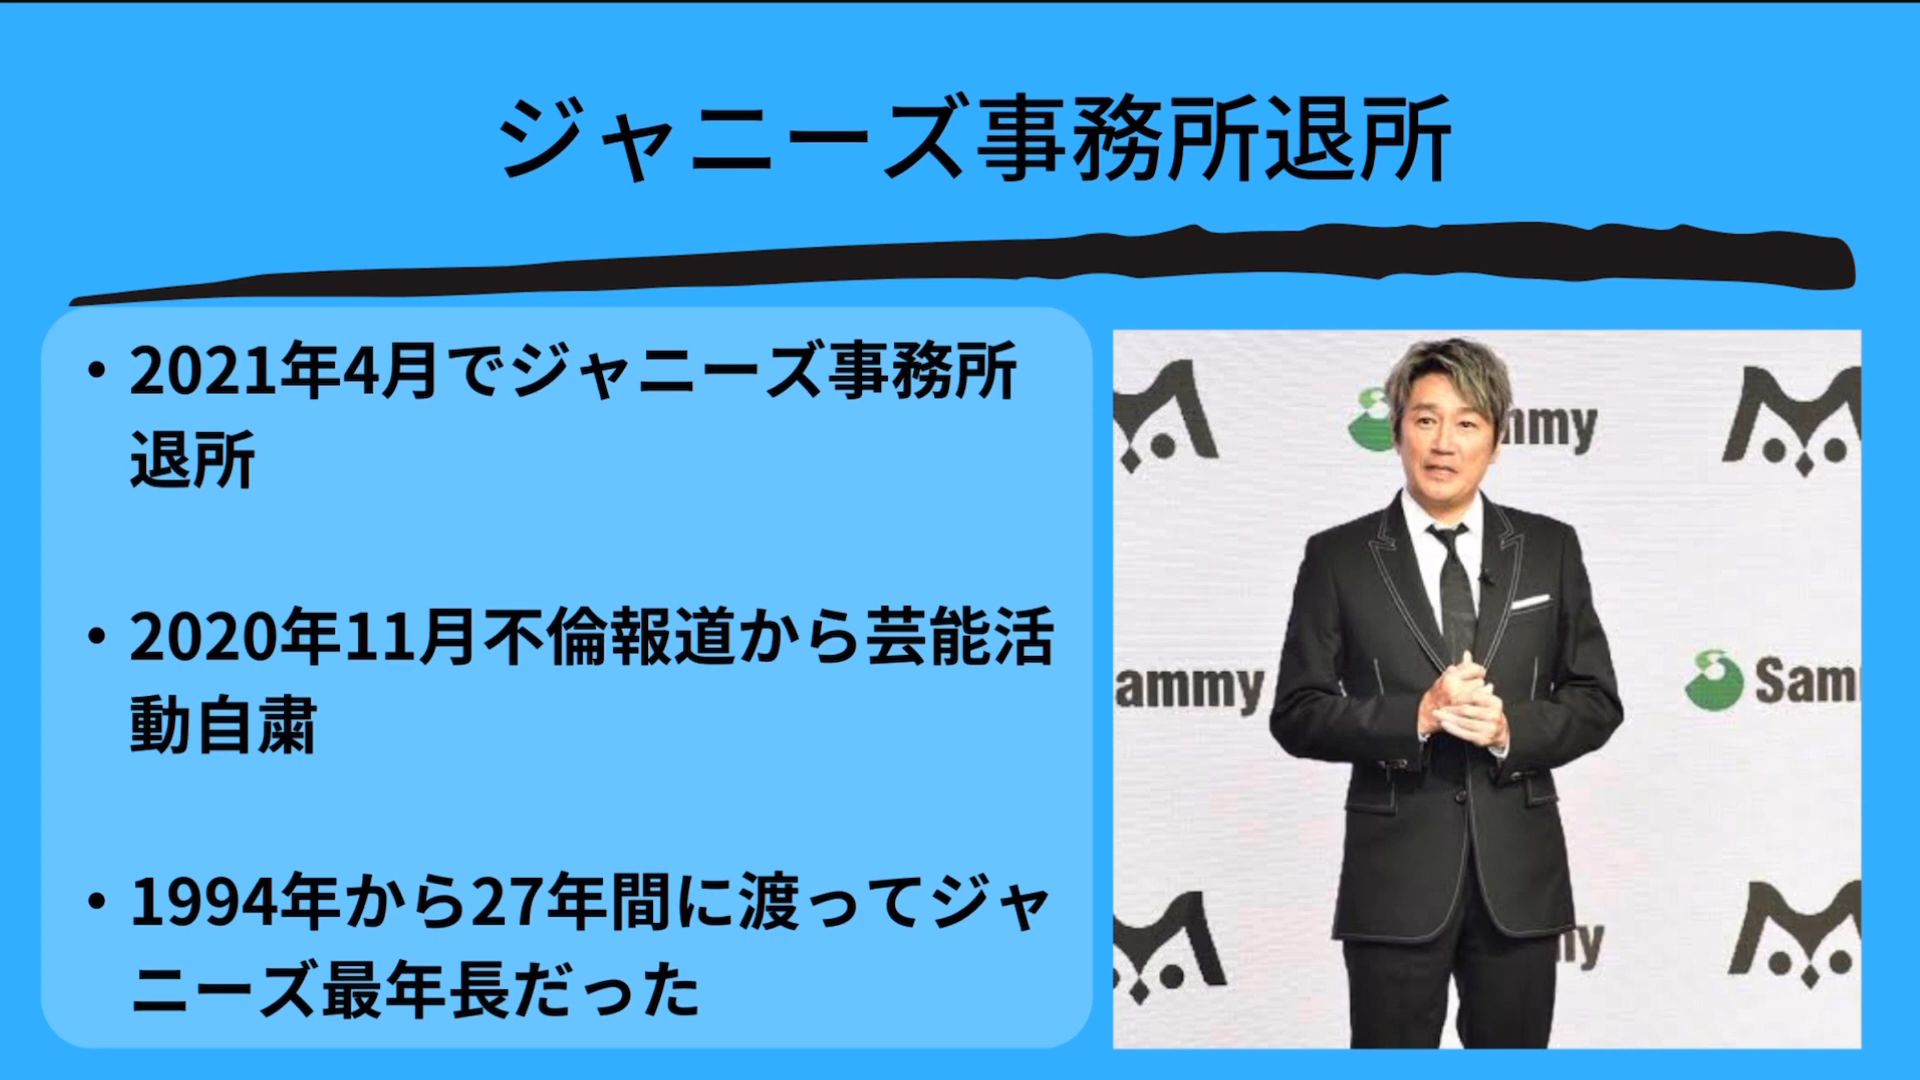 ジャニーズ事務所退所
・2021年4月でジャニーズ事務所
退所
・2020年11月不倫報道から芸能活
動自粛
・1994年から27年間に渡ってジャ
ニーズ最年長だった
mmy
ammy
Sam
my